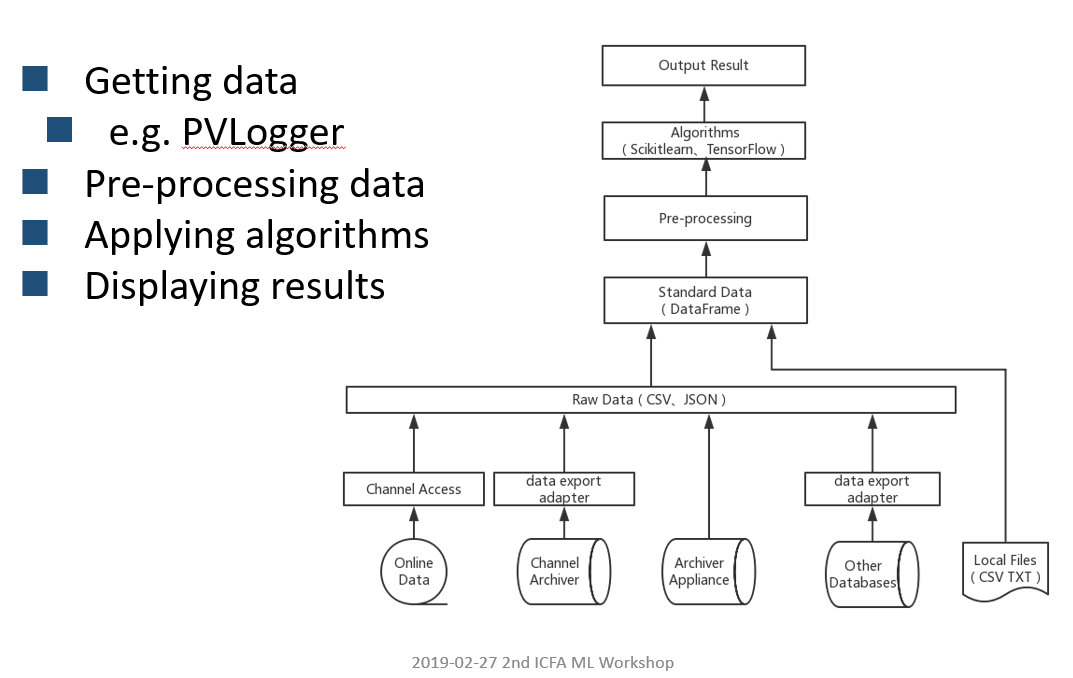 Getting data
e.g. PVLogger
Pre-processing data
Applying algorithms
Displaying results
Output Result
Algorithms
（Scikitlearn、TensorFlow）
Pre-processing
Standard Data
（DataFrame）
Raw Data（CSV、JSON）
Channel Access
data export
adapter
data export
adapter
Online
Data
Channel
Archiver
Archiver
Appliance
Other
Databases
Local Files
（CSV TXT）
2019-02-27 2nd ICFA ML Workshop